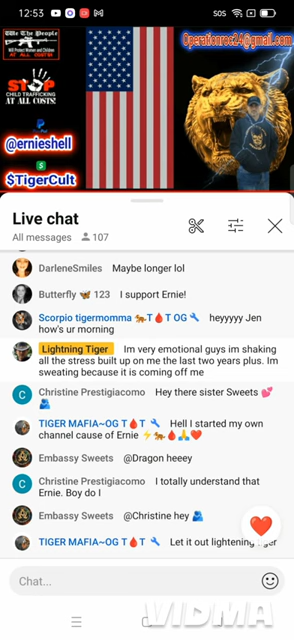 12:53
SOS
We The People
Will Protect Women and Children
AT ALL COSTS!
Operationroc24@gmail.com
STOP
CHILD TRAFFICKING
AT ALL COSTS!
@ernieshell
$TigerCult
Live chat
All messages 107
DarleneSmiles Maybe longer lol
Butterfly 🦋 123 I support Ernie!
Scorpio tigermomma 🐅T🩸T OG 🔧 heyyyyy Jen
how's ur morning
Lightning Tiger Im very emotional guys im shaking
all the stress built up on me the last two years plus. Im
sweating because it is coming off me
Christine Prestigiacomo Hey there sister Sweets 💕
🫂
TIGER MAFIA~OG T🩸T 🔧 Hell I started my own
channel cause of Ernie ⚡🐅🩸🙏❤️
Embassy Sweets @Dragon heeey
C Christine Prestigiacomo I totally understand that
Ernie. Boy do I
Embassy Sweets @Christine hey 🫂
TIGER MAFIA~OG T🩸T 🔧 Let it out lightening tiger
Chat...
VIDMA